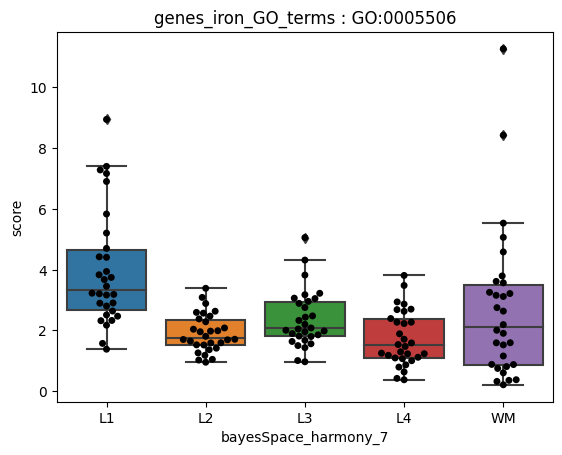 genes_iron_GO_terms : GO:0005506
10
8
6
4
2
0
score
L1 L2 L3 L4 WM
bayesSpace_harmony_7